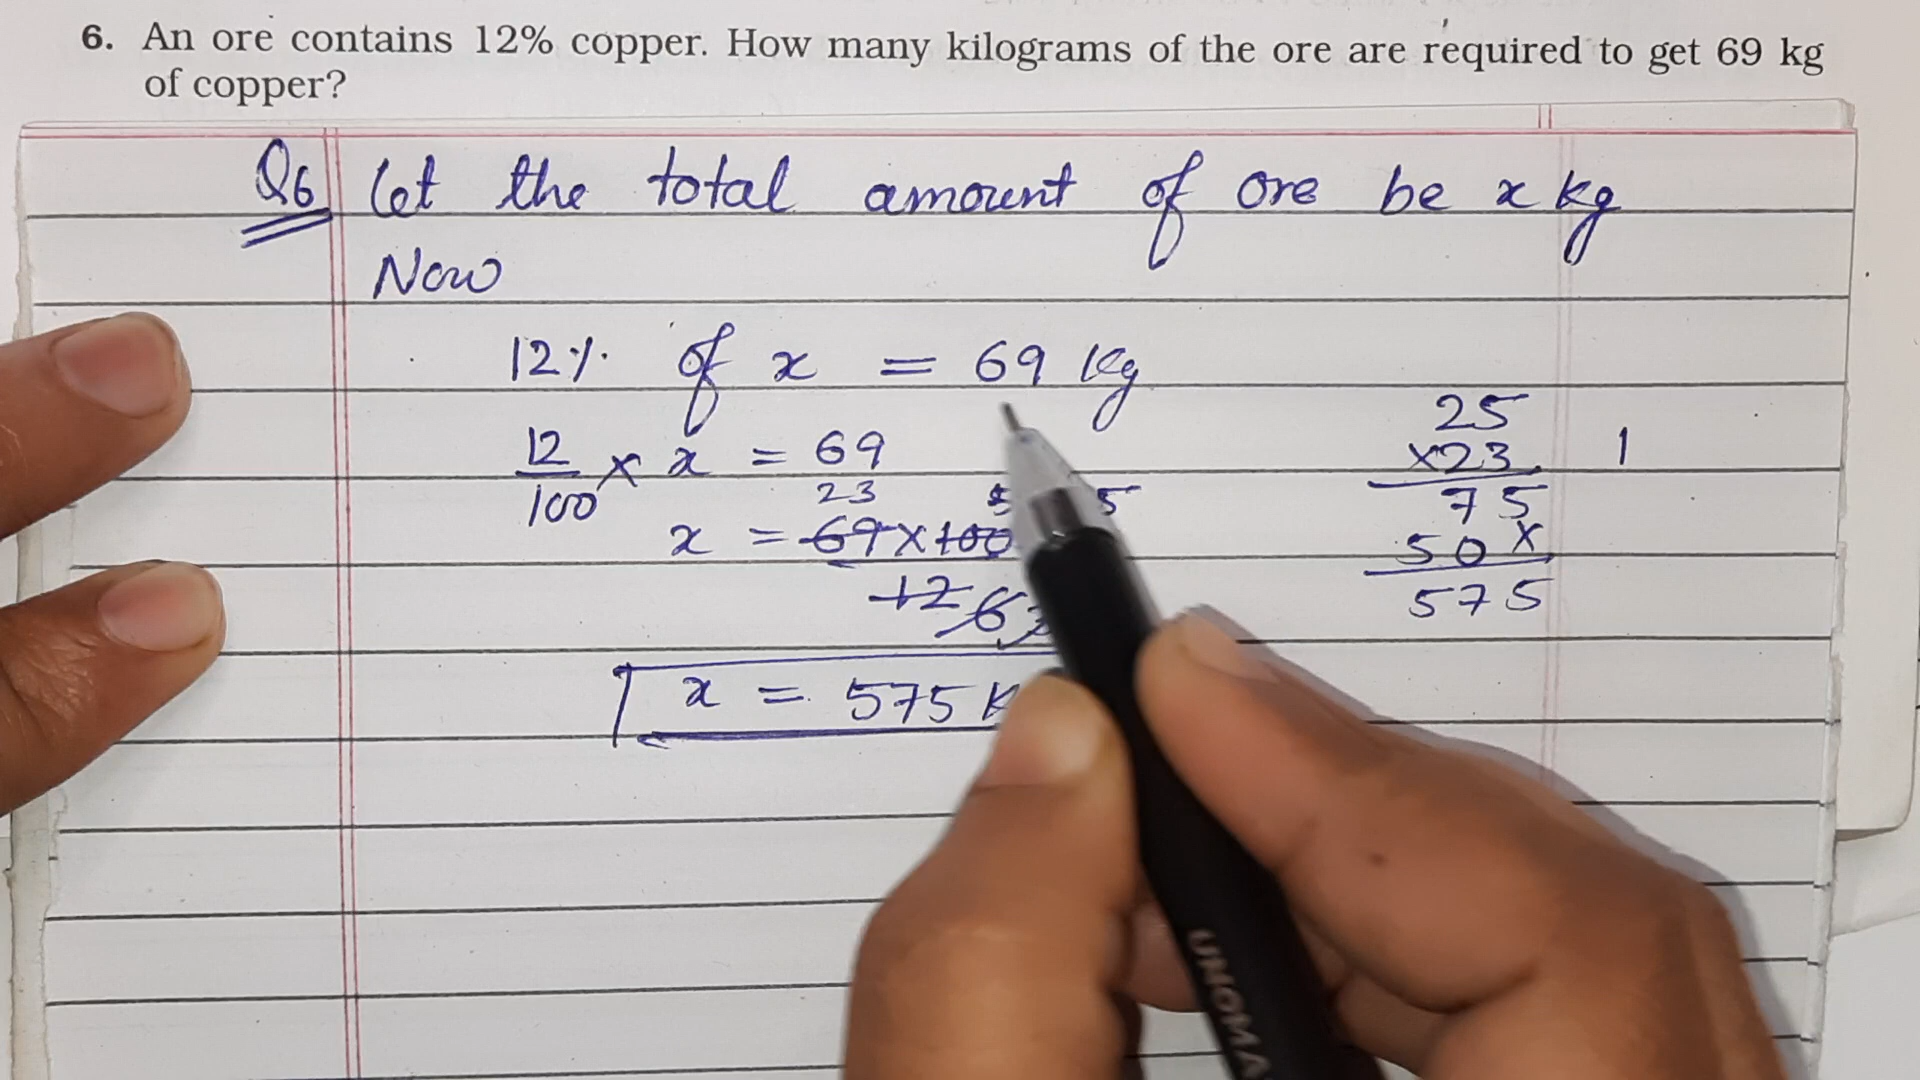 6. An ore contains 12% copper. How many kilograms of the ore are required to get 69 kg
of copper?
Q6 Let the total amount of ore be x kg
Now
12% of x = 69 Kg
12/100 × x = 69
23
x = 69×100
12
x = 575 K
25
×23
75
50×
575
1
UNOMA